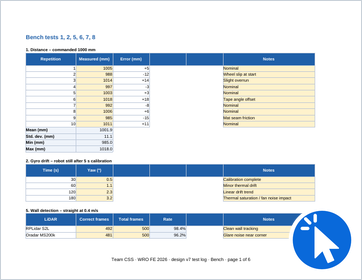 Bench tests 1, 2, 5, 6, 7, 8
1. Distance – commanded 1000 mm
Repetition Measured (mm) Error (mm) Notes
1 1005 +5 Nominal
2 988 -12 Wheel slip at start
3 1014 +14 Slight overrun
4 997 -3 Nominal
5 1003 +3 Nominal
6 1018 +18 Tape angle offset
7 992 -8 Nominal
8 1006 +6 Nominal
9 985 -15 Mat seam friction
10 1011 +11 Nominal
Mean (mm) 1001.9
Std. dev. (mm) 11.1
Min (mm) 985.0
Max (mm) 1018.0
2. Gyro drift – robot still after 5 s calibration
Time (s) Yaw (°) Notes
30 0.5 Calibration complete
60 1.1 Minor thermal drift
120 2.3 Linear drift trend
180 3.2 Thermal saturation / fan noise impact
5. Wall detection – straight at 0.4 m/s
LiDAR Correct frames Total frames Rate Notes
RPLidar S2L 492 500 98.4% Clean wall tracking
Oradar MS200k 481 500 96.2% Glass noise near corner
Team CSS · WRO FE 2026 · design v7 test log · Bench · page 1 of 6